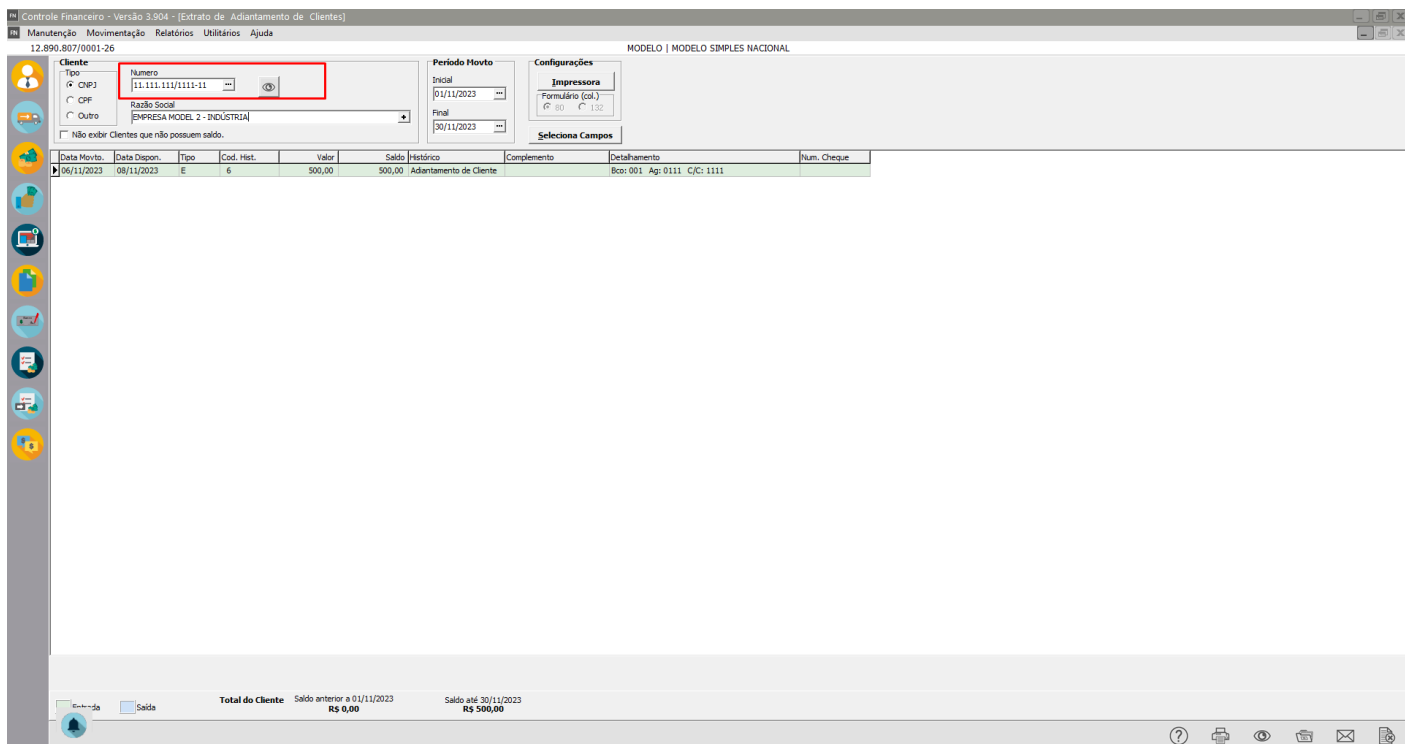 FN Controle Financeiro - Versão 3.904 - [Extrato de Adiantamento de Clientes]
FN Manutenção Movimentação Relatórios Utilitários Ajuda
12.890.807/0001-26 MODELO | MODELO SIMPLES NACIONAL
Cliente Período Movto Configurações
Tipo Numero Inicial Impressora
CNPJ 11.111.111/1111-11 ... 01/11/2023 ... Formulário (col.)
CPF Razão Social Final 80 132
Outro EMPRESA MODEL 2 - INDÚSTRIA + 30/11/2023 ...
Não exibir Clientes que não possuem saldo. Seleciona Campos
Data Movto. Data Dispon. Tipo Cod. Hist. Valor Saldo Histórico Complemento Detalhamento Num. Cheque
06/11/2023 08/11/2023 E 6 500,00 500,00 Adiantamento de Cliente Bco: 001 Ag: 0111 C/C: 1111
Entrada Saída Total do Cliente Saldo anterior a 01/11/2023 Saldo até 30/11/2023
R$ 0,00 R$ 500,00